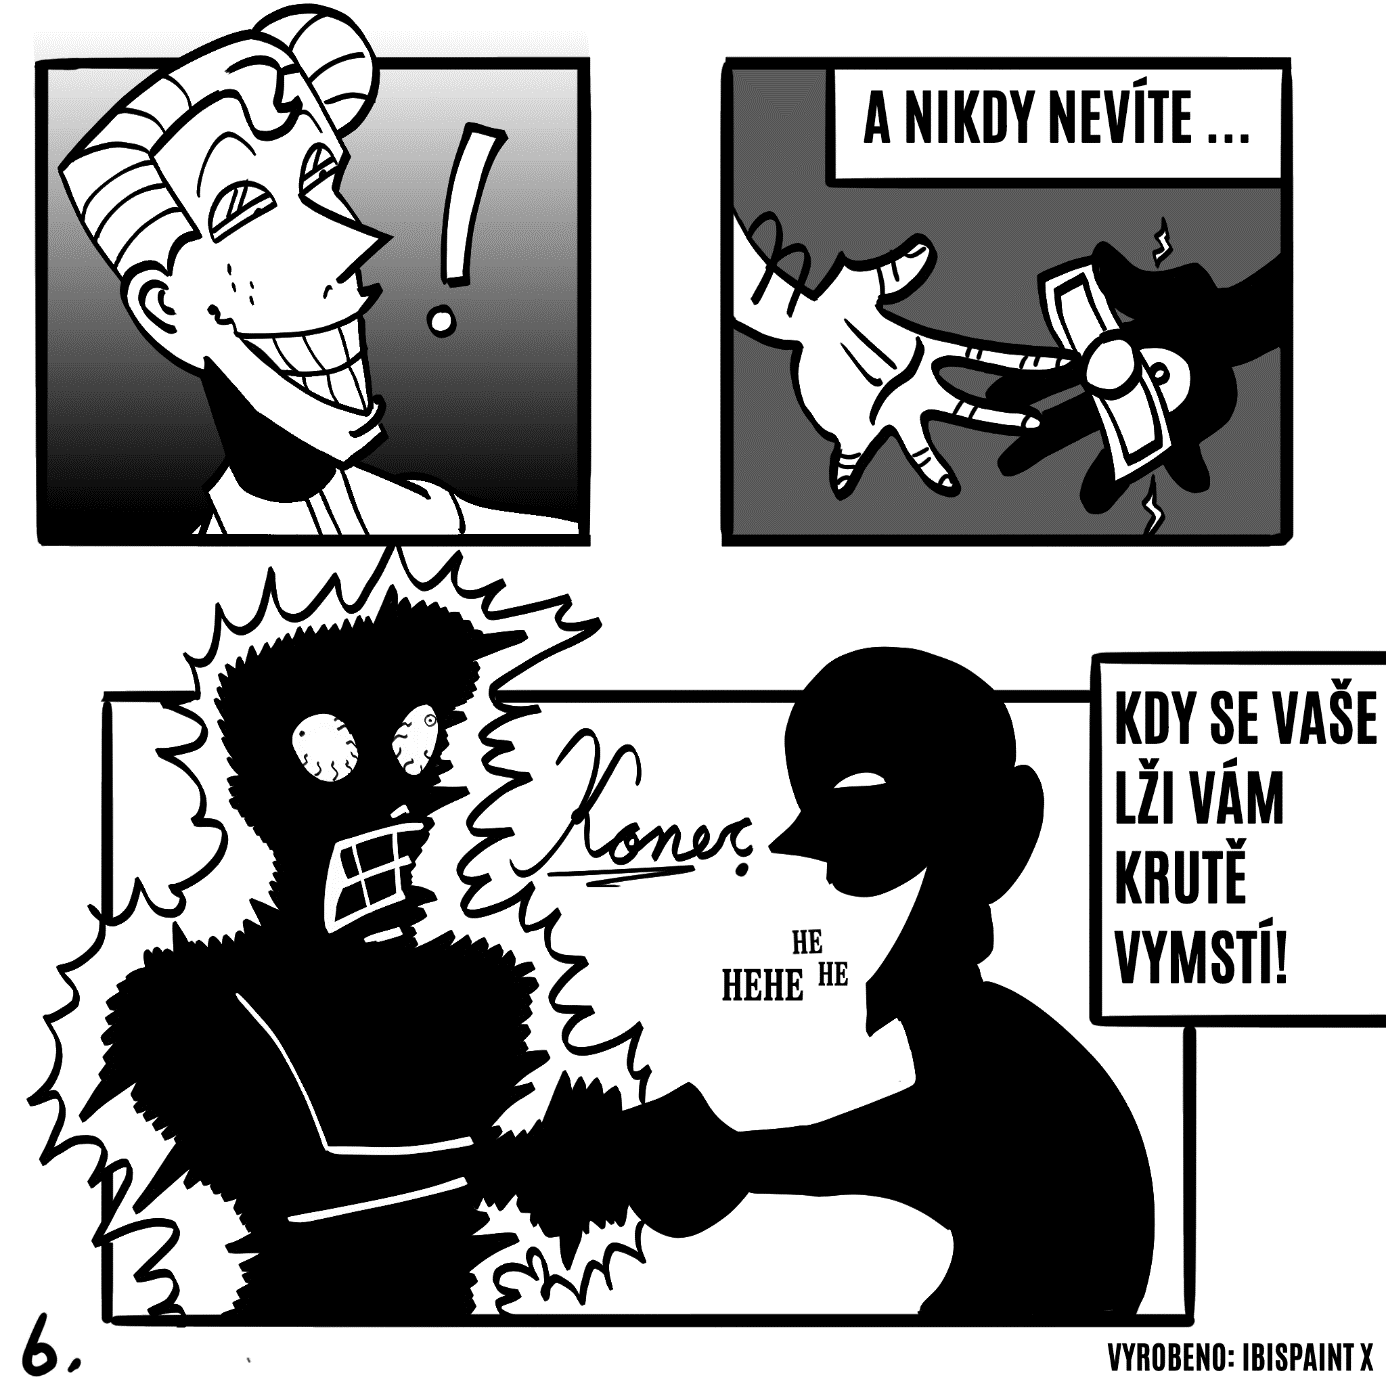 !
A NIKDY NEVÍTE ...
KDY SE VAŠE
LŽI VÁM
KRUTĚ
VYMSTÍ!
Konec.
HE
HEHE HE
6.
VYROBENO: IBISPAINT X